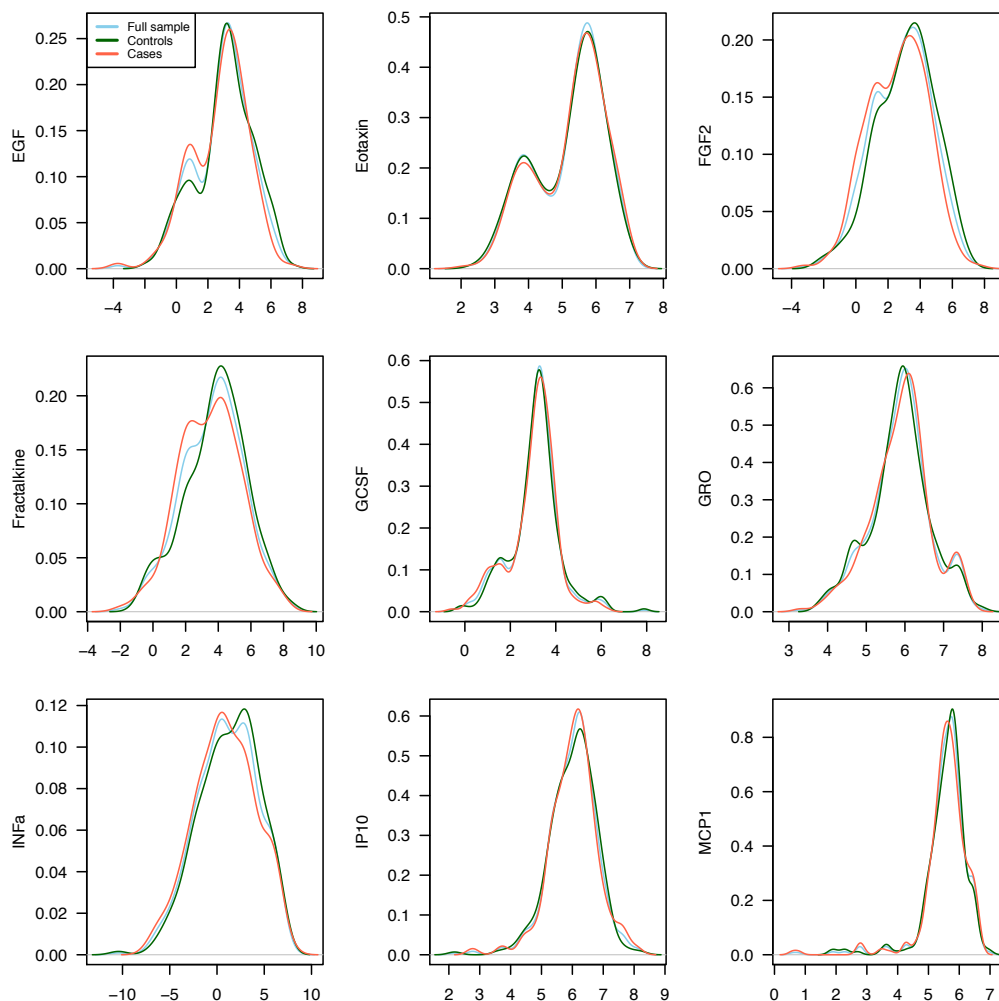 Full sample
Controls
Cases
EGF
0.00
0.05
0.10
0.15
0.20
0.25
−4 0 2 4 6 8
Eotaxin
0.0
0.1
0.2
0.3
0.4
0.5
2 3 4 5 6 7 8
FGF2
0.00
0.05
0.10
0.15
0.20
−4 0 2 4 6 8
Fractalkine
0.00
0.05
0.10
0.15
0.20
−4 −2 0 2 4 6 8 10
GCSF
0.0
0.1
0.2
0.3
0.4
0.5
0.6
0 2 4 6 8
GRO
0.0
0.1
0.2
0.3
0.4
0.5
0.6
3 4 5 6 7 8
INFa
0.00
0.02
0.04
0.06
0.08
0.10
0.12
−10 −5 0 5 10
IP10
0.0
0.1
0.2
0.3
0.4
0.5
0.6
2 3 4 5 6 7 8 9
MCP1
0.0
0.2
0.4
0.6
0.8
0 1 2 3 4 5 6 7